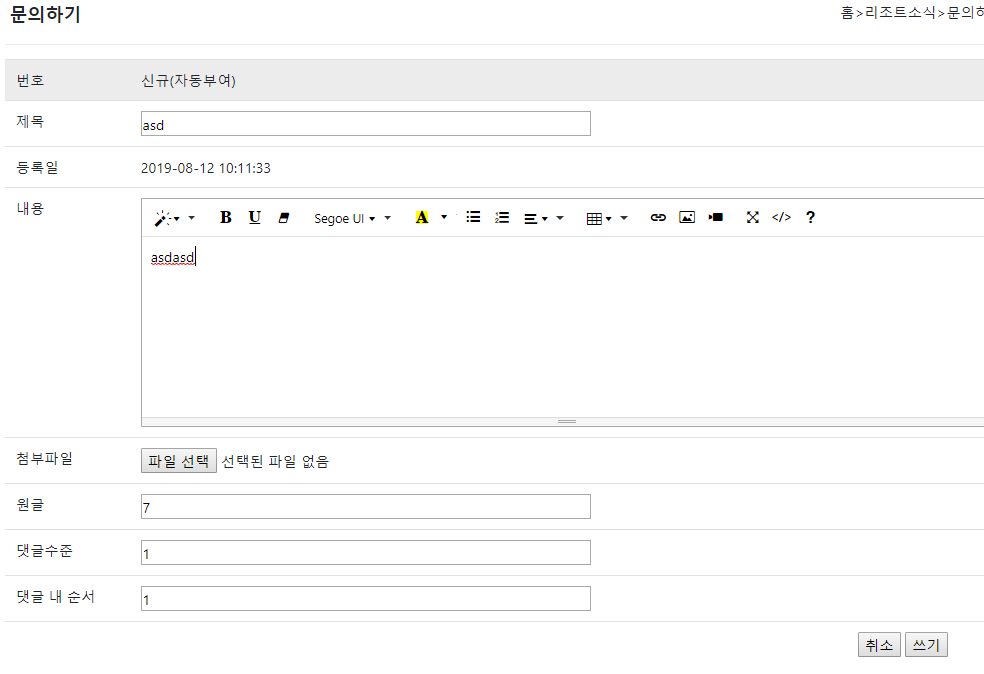 문의하기
홈>리조트소식>문의하
번호 신규(자동부여)
제목 asd
등록일 2019-08-12 10:11:33
내용
B U Segoe UI A </> ?
asdasd
첨부파일 파일 선택 선택된 파일 없음
원글 7
댓글수준 1
댓글 내 순서 1
취소 쓰기